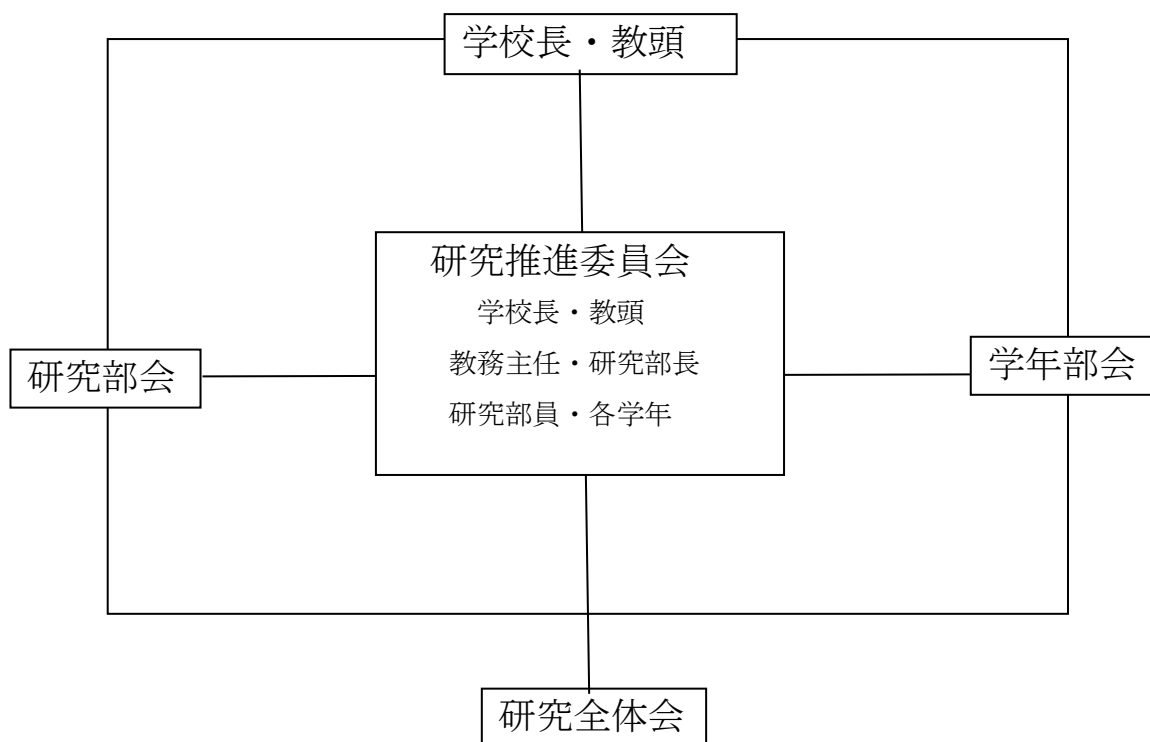 学校長・教頭
研究推進委員会
学校長・教頭
教務主任・研究部長
研究部員・各学年
研究部会
学年部会
研究全体会